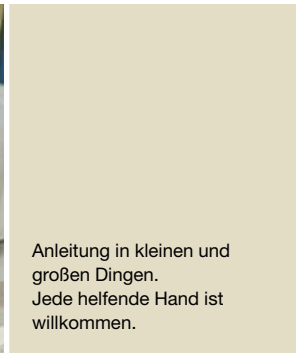 Anleitung in kleinen und
großen Dingen.
Jede helfende Hand ist
willkommen.